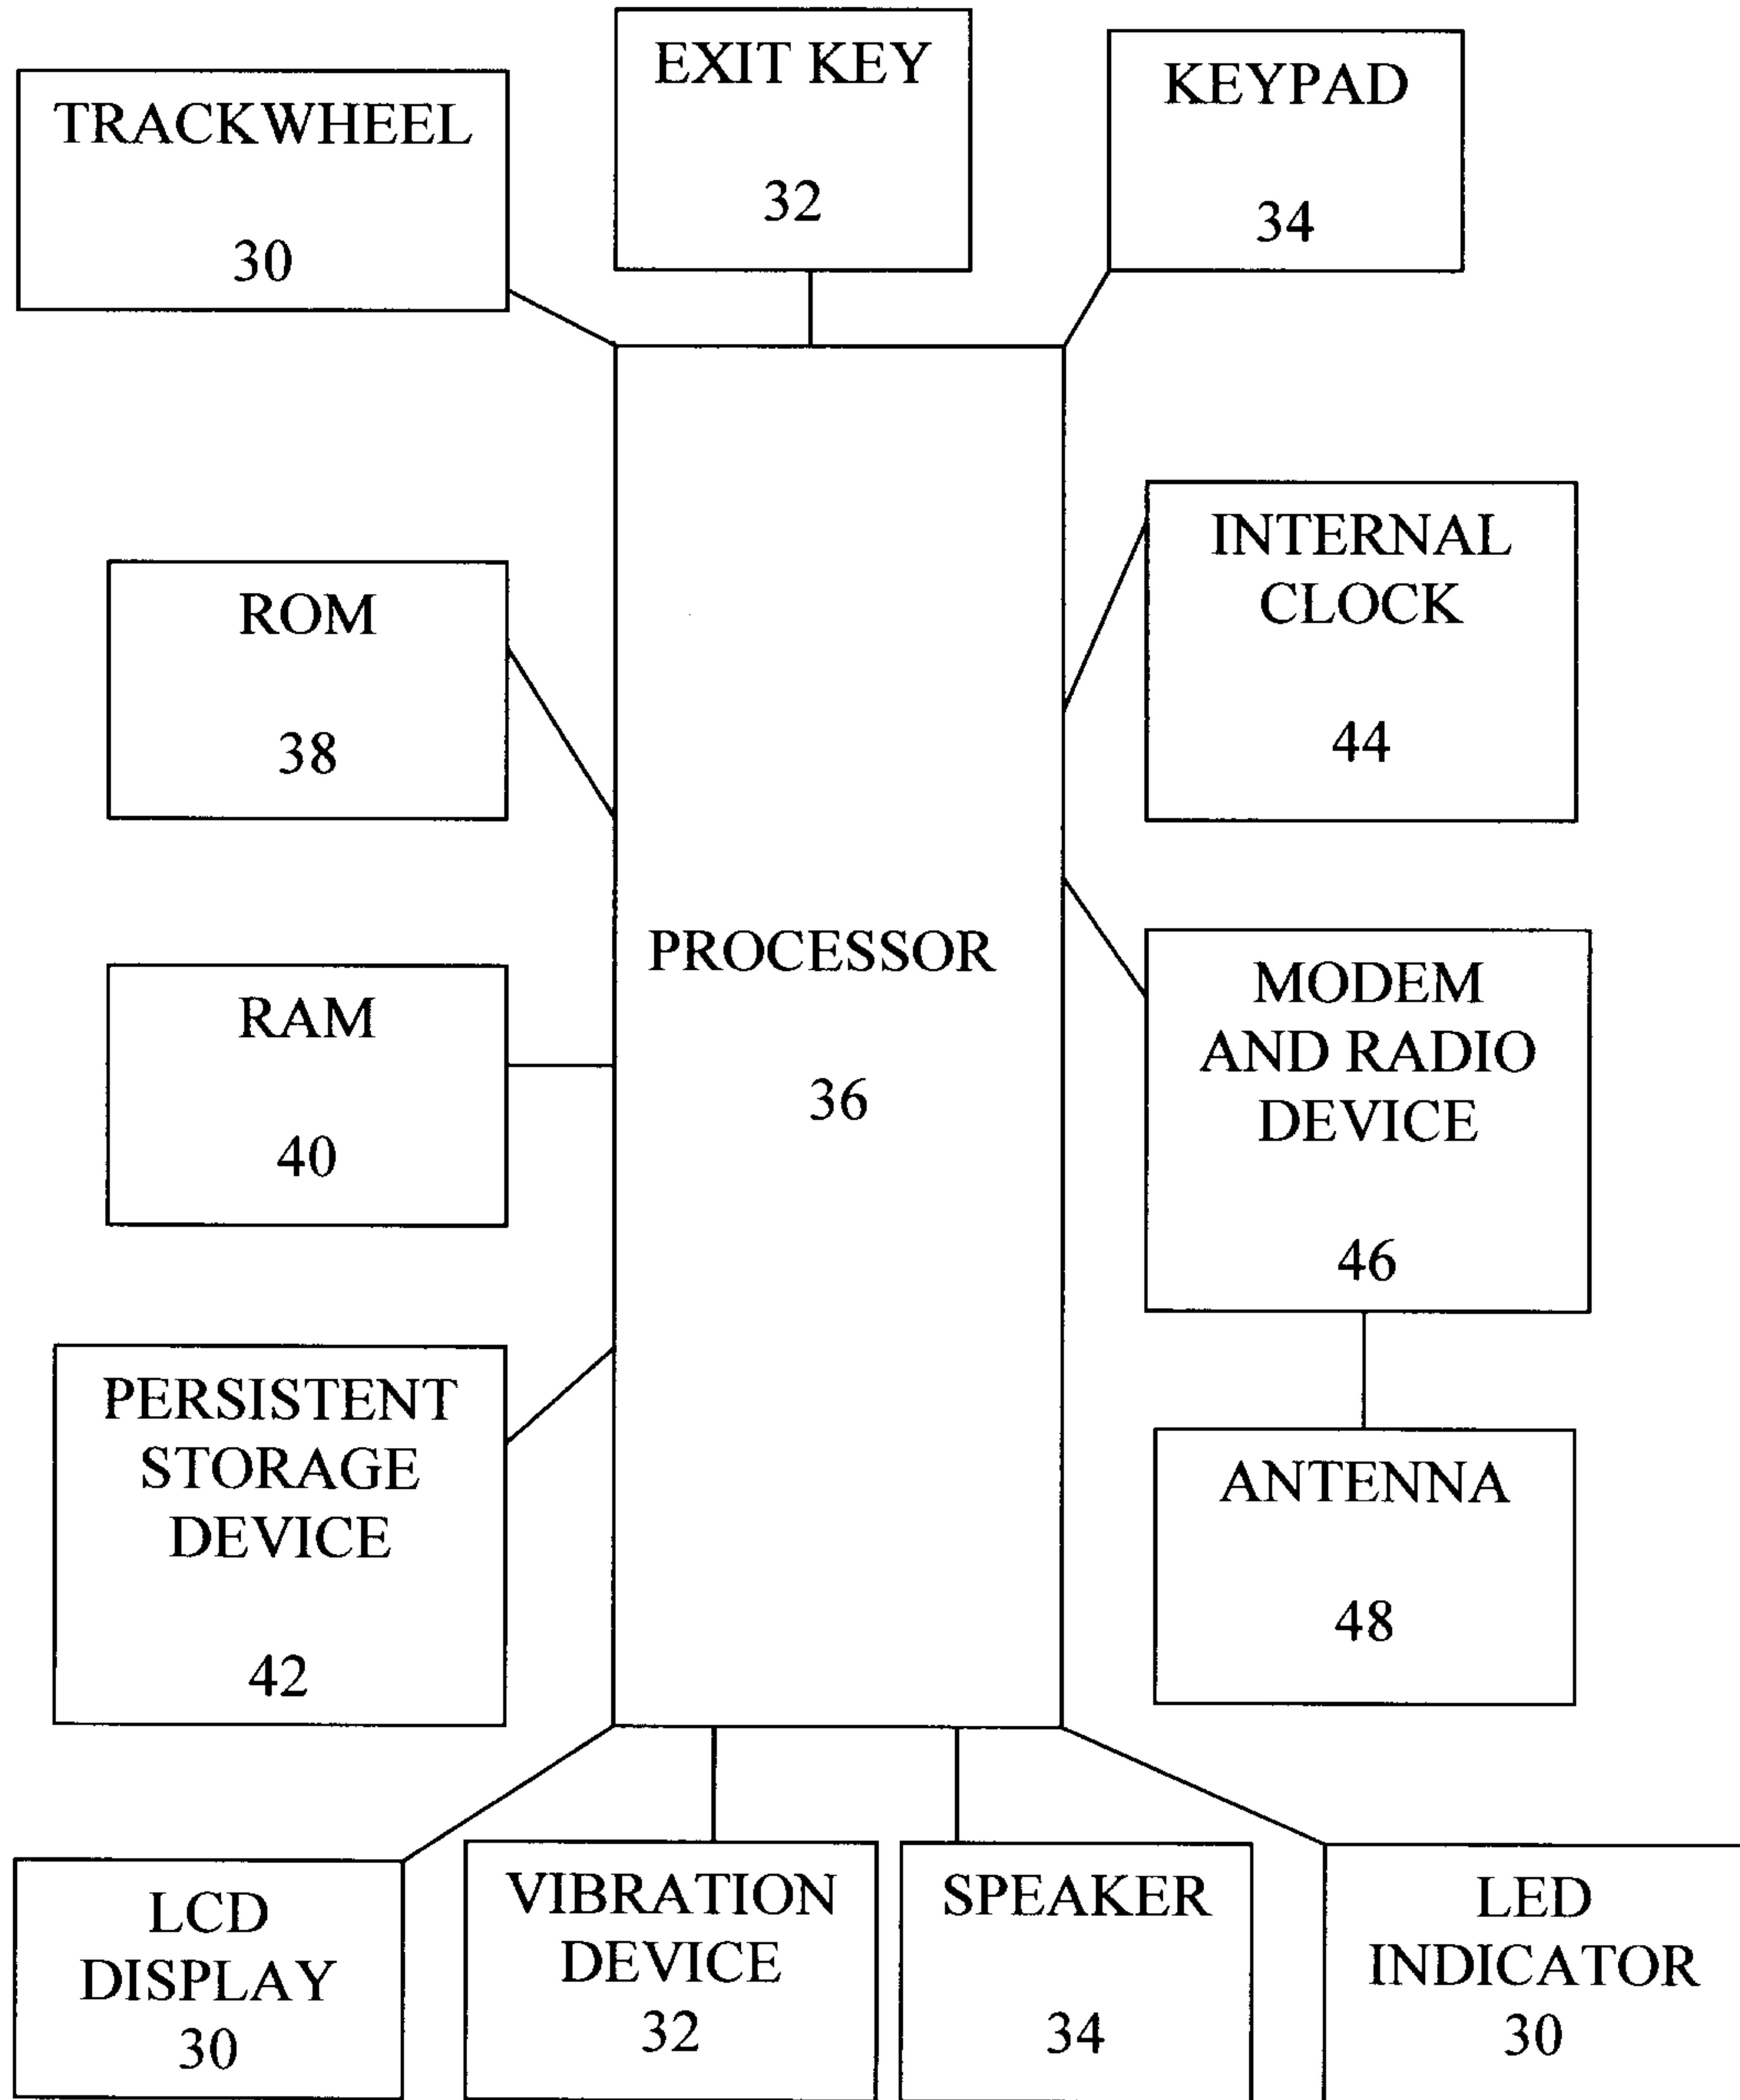 TRACKWHEEL
30
EXIT KEY
32
KEYPAD
34
ROM
38
INTERNAL
CLOCK
44
RAM
40
PROCESSOR
36
MODEM
AND RADIO
DEVICE
46
PERSISTENT
STORAGE
DEVICE
42
ANTENNA
48
LCD
DISPLAY
30
VIBRATION
DEVICE
32
SPEAKER
34
LED
INDICATOR
30